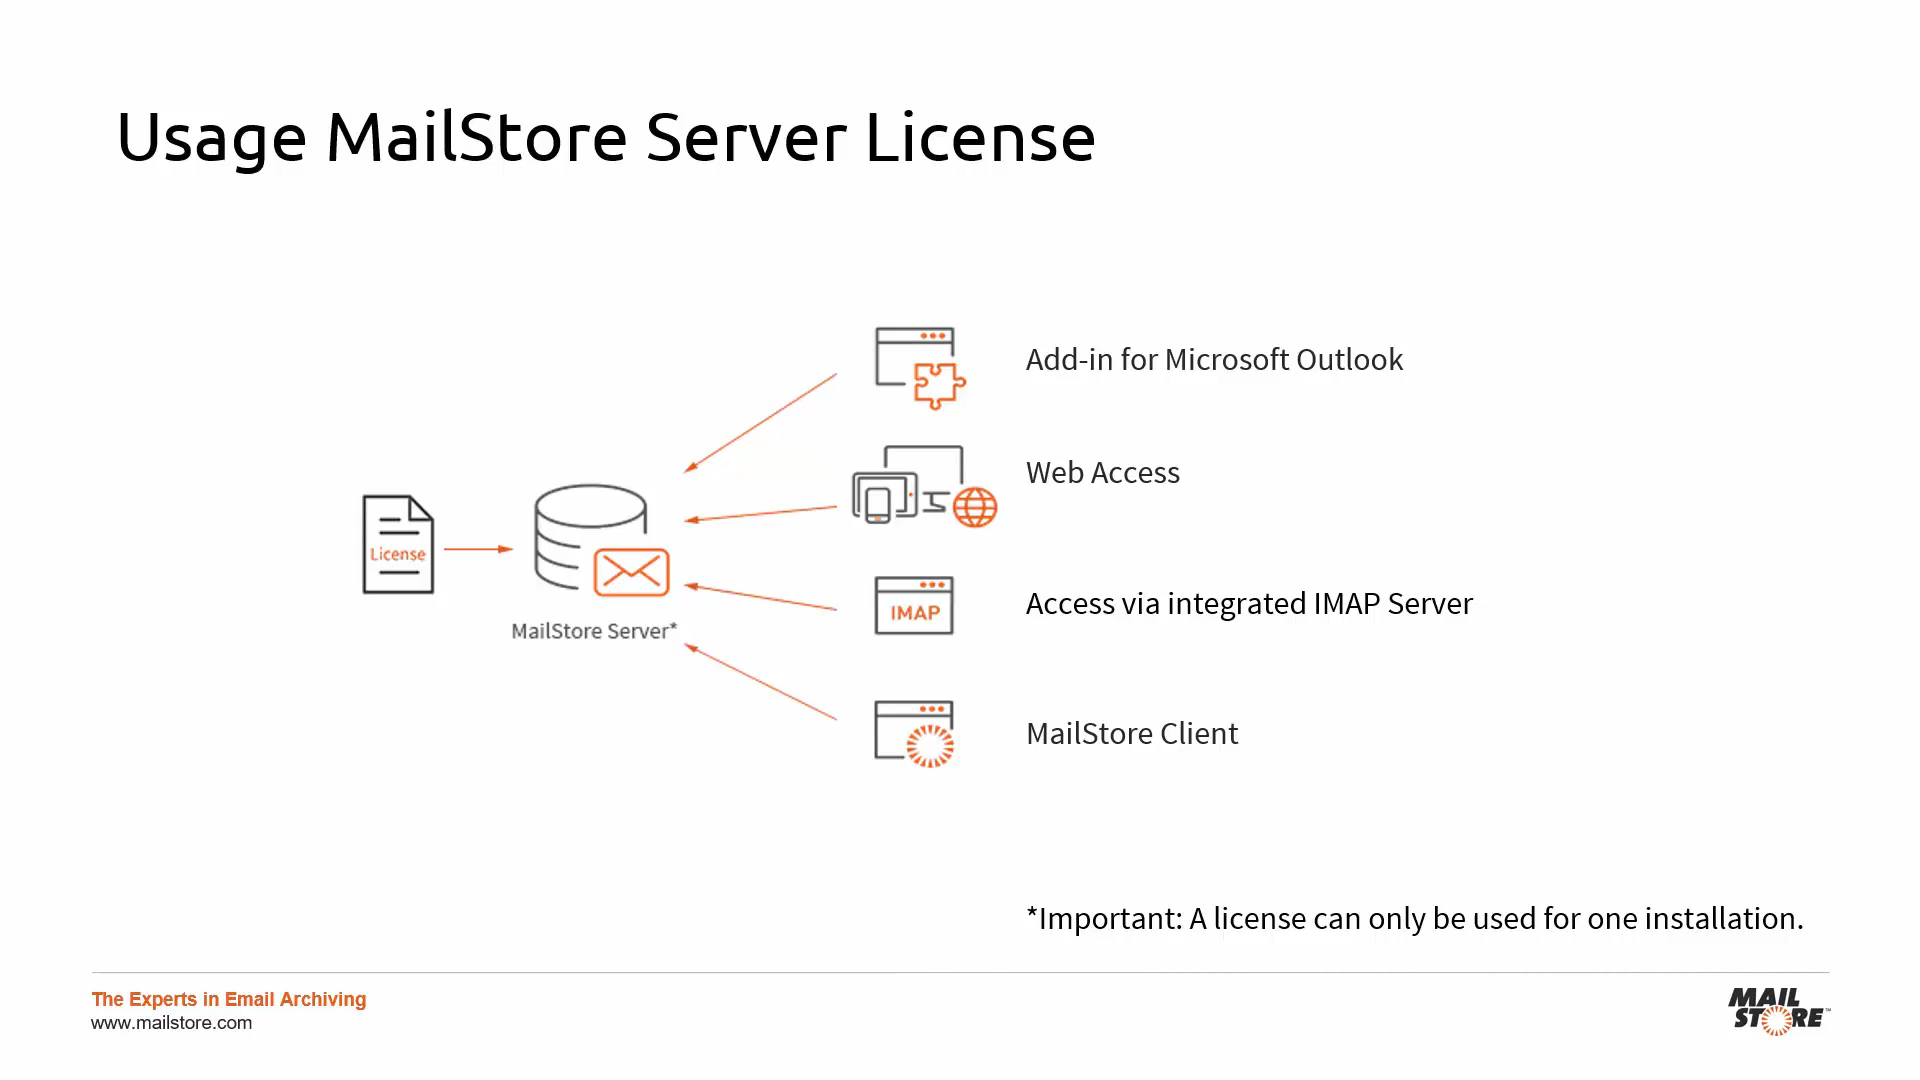 Usage MailStore Server License
Add-in for Microsoft Outlook
Web Access
License
MailStore Server*
IMAP
Access via integrated IMAP Server
MailStore Client
*Important: A license can only be used for one installation.
The Experts in Email Archiving
www.mailstore.com
MAIL
STORE™